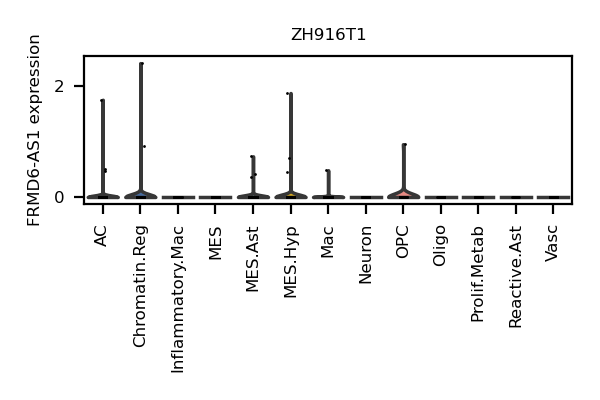 ZH916T1
FRMD6-AS1 expression
2
0
AC
Chromatin.Reg
Inflammatory.Mac
MES
MES.Ast
MES.Hyp
Mac
Neuron
OPC
Oligo
Prolif.Metab
Reactive.Ast
Vasc